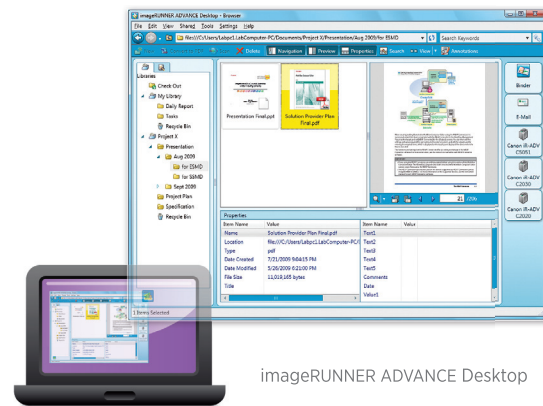 imageRUNNER ADVANCE Desktop - Browser
File Edit View Shared Tools Settings Help
file:///C:/Users/Labpc1.LabComputer-PC/Documents/Project X/Presentation/Aug 2009/for ESMD
Search Keywords
Delete Navigation Preview Properties Search View Annotations
Libraries
Check Out
My Library
Daily Report
Tasks
Recycle Bin
Project X
Presentation
Aug 2009
for ESMD
for SSMD
Sept 2009
Project Plan
Specification
Recycle Bin
Presentation Final.ppt
Solution Provider Plan Final.pdf
21
Binder
E-Mail
Canon iR-ADV C5051
Canon iR-ADV C2030
Canon iR-ADV C2020
Properties
Item Name Value
Name Solution Provider Plan Final.pdf
Location file:///C:/Users/Labpc1.LabComputer-PC/
Type pdf
Date Created 7/21/2009 9:04:15 PM
Date Modified 5/26/2009 6:21:00 PM
File Size 11,019,165 bytes
Title
Item Name Value
Text1
Text2
Text3
Text4
Text5
Comments
Date
Value1
1 Items Selected
imageRUNNER ADVANCE Desktop